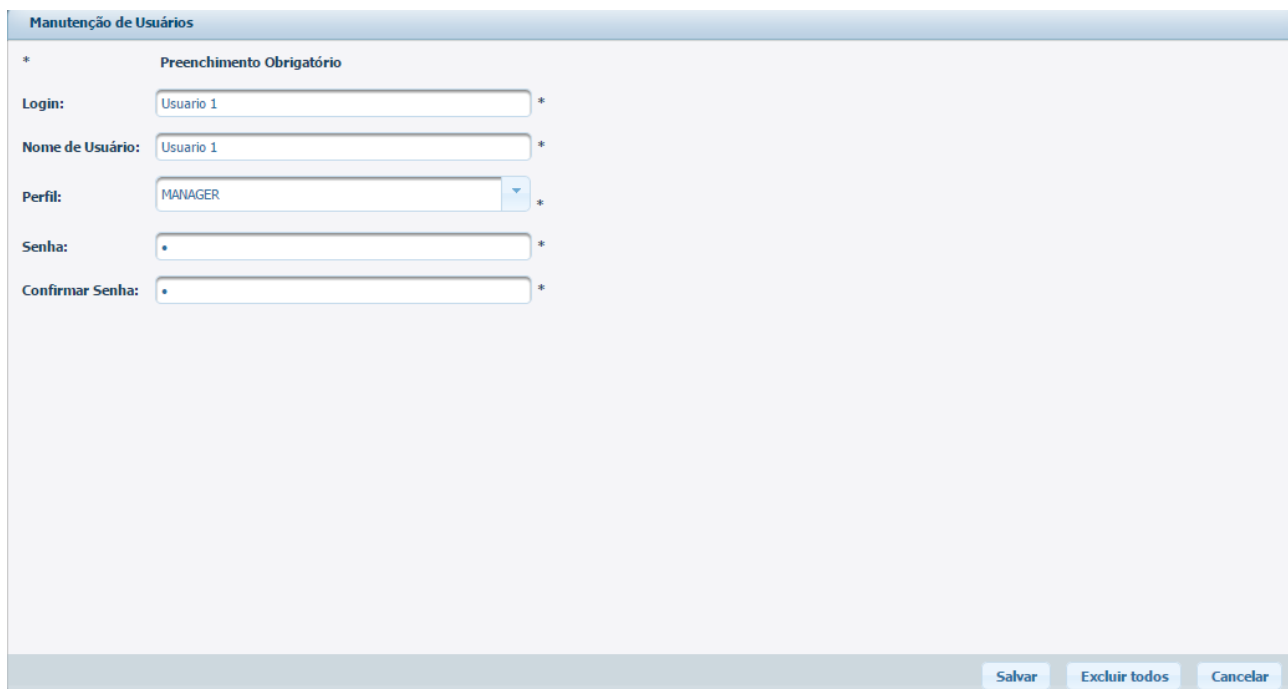 Manutenção de Usuários
* Preenchimento Obrigatório
Login: Usuario 1 *
Nome de Usuário: Usuario 1 *
Perfil: MANAGER *
Senha: • *
Confirmar Senha: • *
Salvar Excluir todos Cancelar